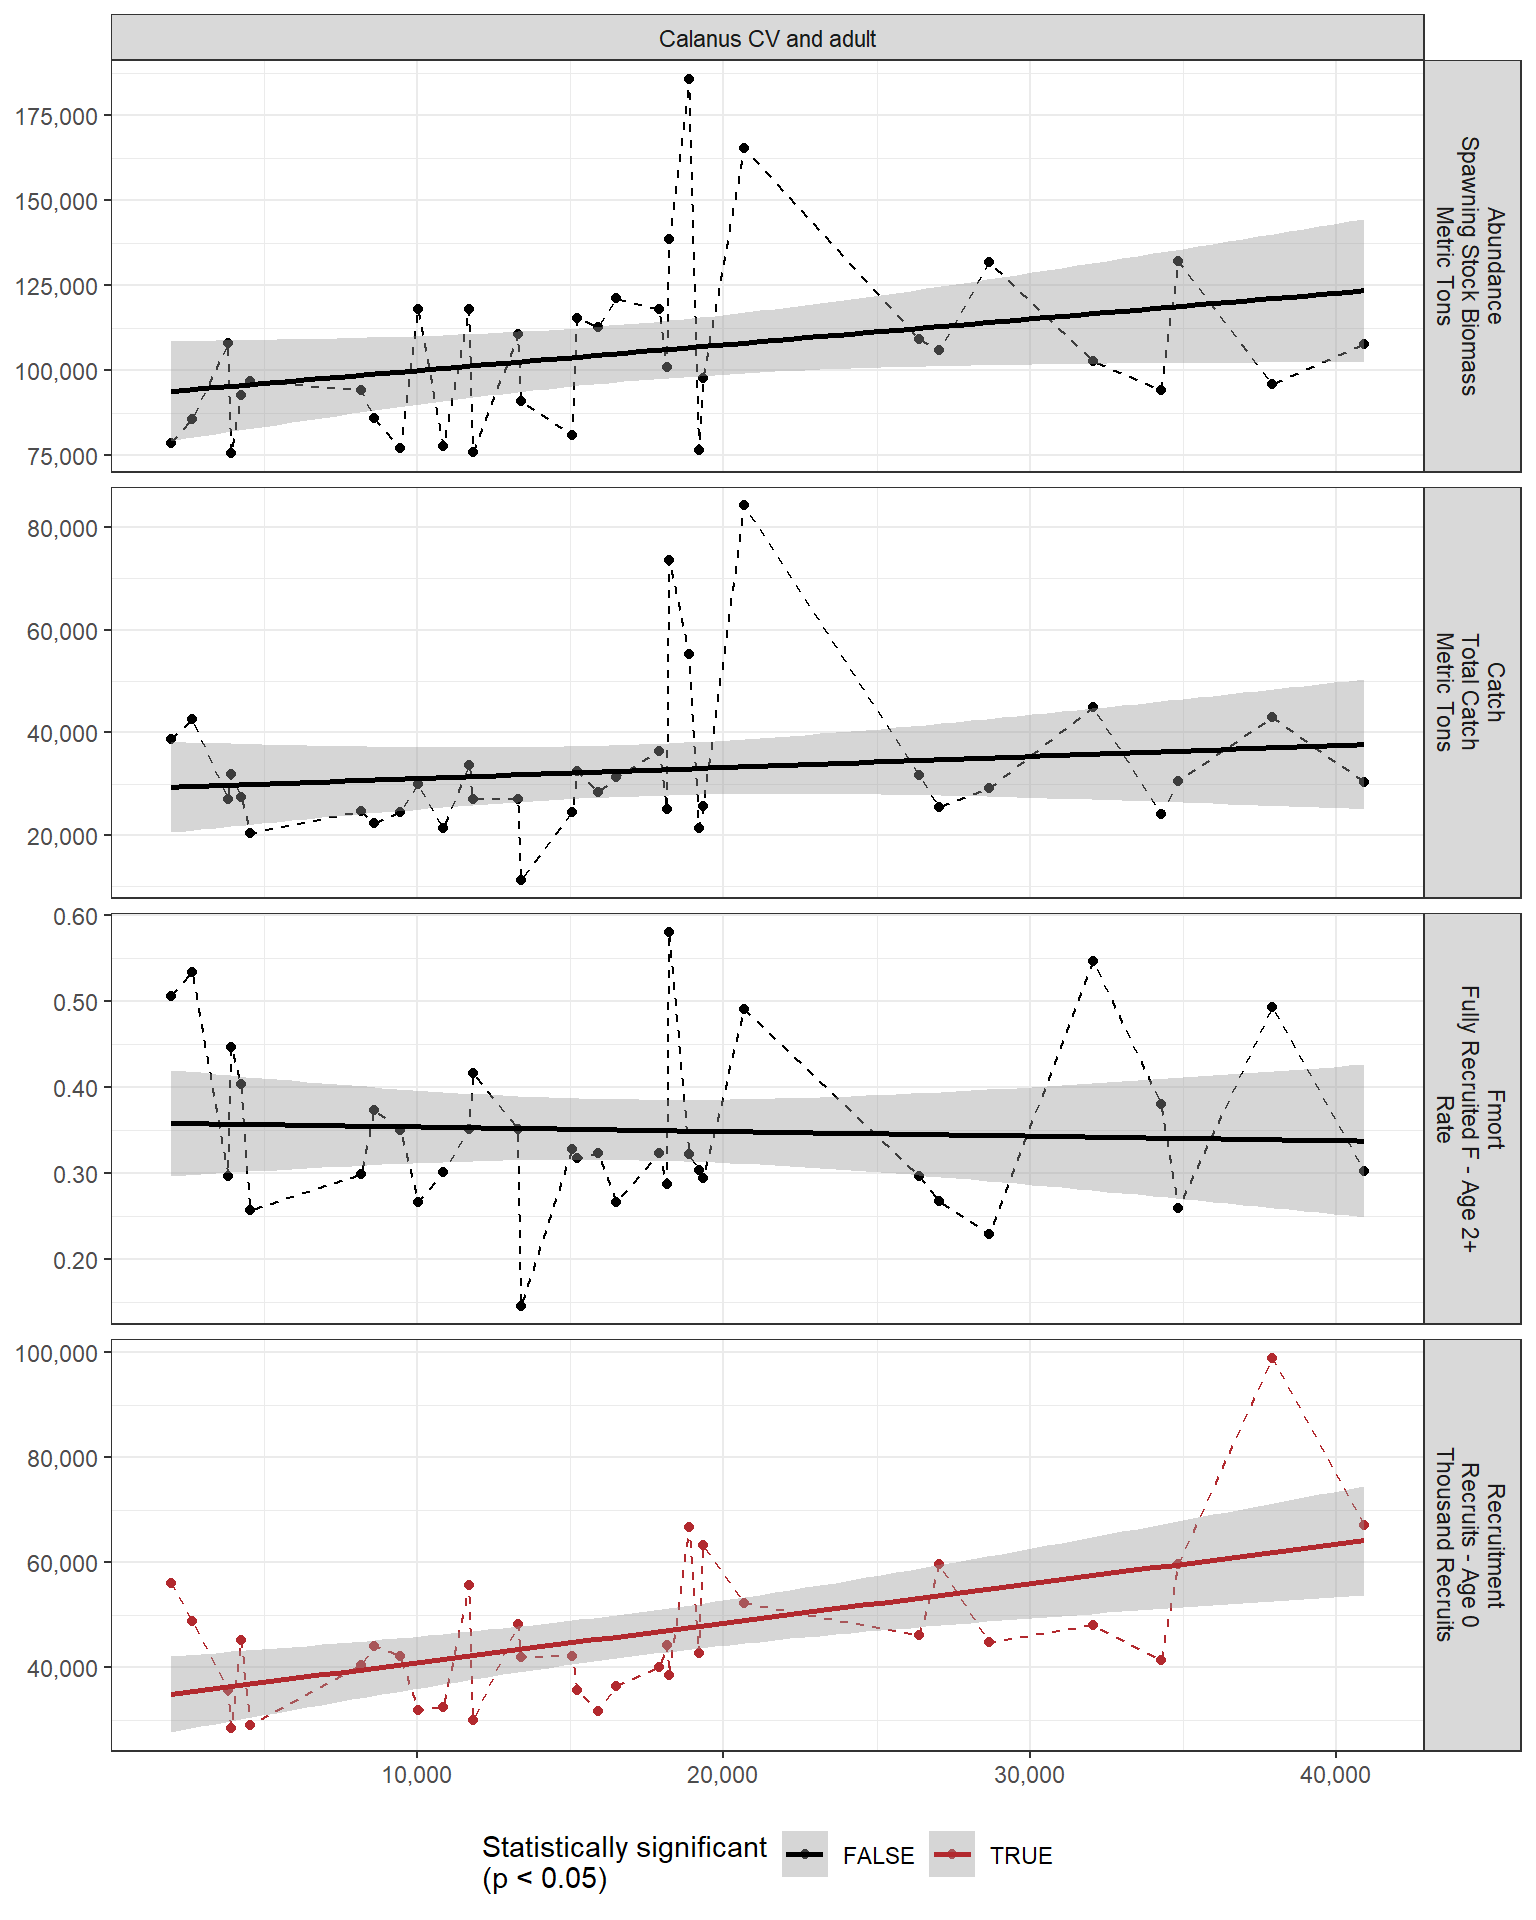 Calanus CV and adult
175,000
150,000
125,000
100,000
75,000
Abundance
Spawning Stock Biomass
Metric Tons
80,000
60,000
40,000
20,000
Catch
Total Catch
Metric Tons
0.60
0.50
0.40
0.30
0.20
Fmort
Fully Recruited F - Age 2+
Rate
100,000
80,000
60,000
40,000
Recruitment
Recruits - Age 0
Thousand Recruits
10,000 20,000 30,000 40,000
Statistically significant
(p < 0.05)
FALSE TRUE